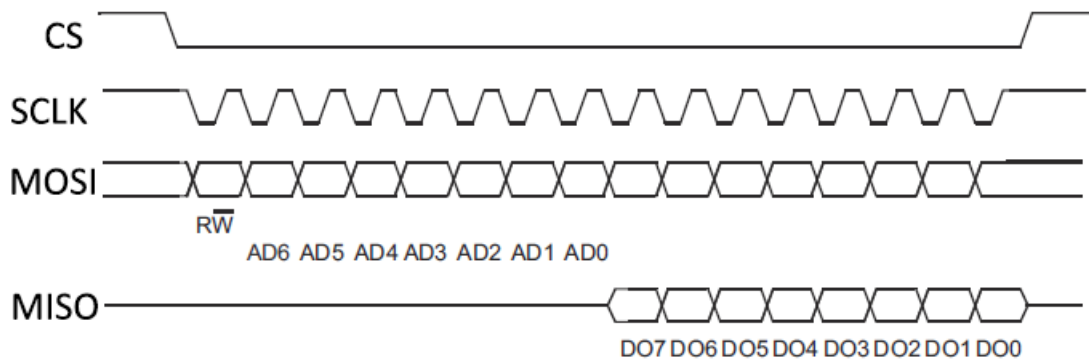 CS
SCLK
MOSI
RW̅
AD6 AD5 AD4 AD3 AD2 AD1 AD0
MISO
DO7 DO6 DO5 DO4 DO3 DO2 DO1 DO0